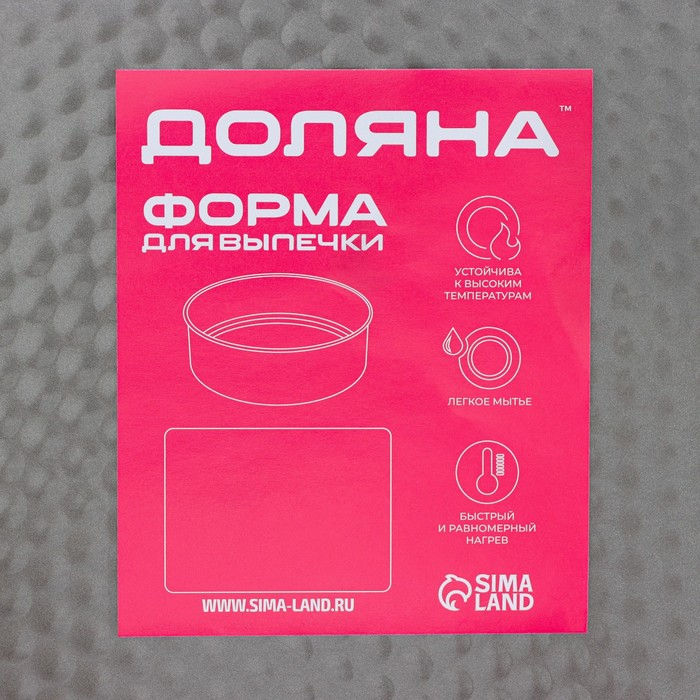 ДОЛЯНА™
ФОРМА
ДЛЯ ВЫПЕЧКИ
УСТОЙЧИВА
К ВЫСОКИМ
ТЕМПЕРАТУРАМ
ЛЕГКОЕ МЫТЬЕ
БЫСТРЫЙ
И РАВНОМЕРНЫЙ
НАГРЕВ
WWW.SIMA-LAND.RU
SIMA
LAND